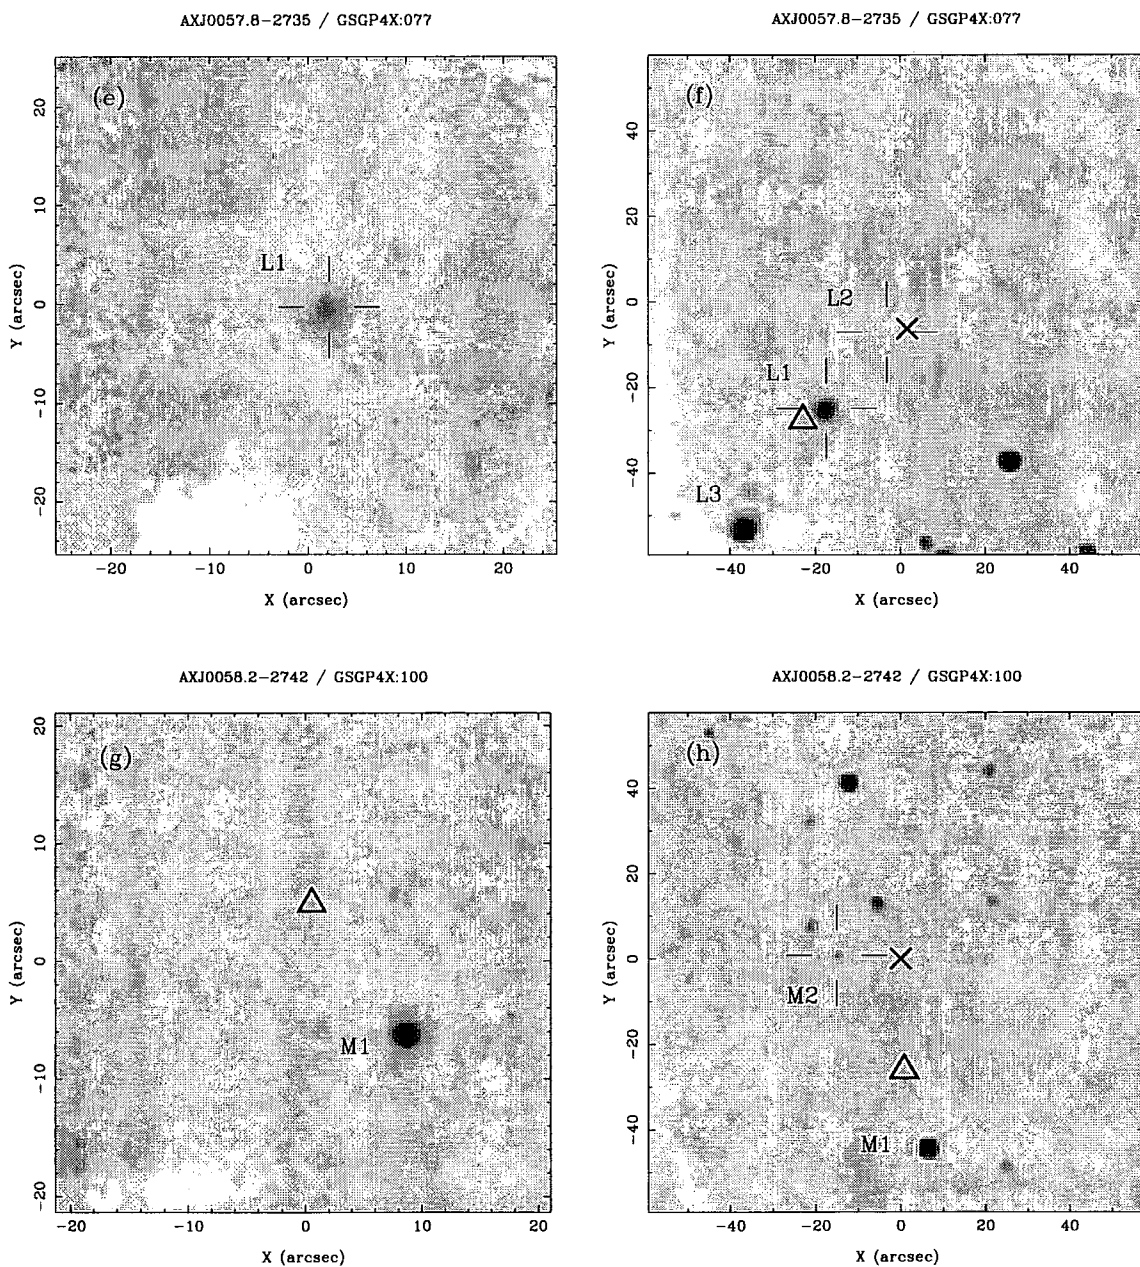 AXJ0057.8−2735 / GSGP4X:077
(e)
20
10
0
−10
−20
L1
−20
−10
0
10
20
Y (arcsec)
X (arcsec)
AXJ0057.8−2735 / GSGP4X:077
(f)
40
20
0
−20
−40
L2
L1
L3
−40
−20
0
20
40
Y (arcsec)
X (arcsec)
AXJ0058.2−2742 / GSGP4X:100
(g)
20
10
0
−10
−20
M1
−20
−10
0
10
20
Y (arcsec)
X (arcsec)
AXJ0058.2−2742 / GSGP4X:100
(h)
40
20
0
−20
−40
M2
M1
−40
−20
0
20
40
Y (arcsec)
X (arcsec)